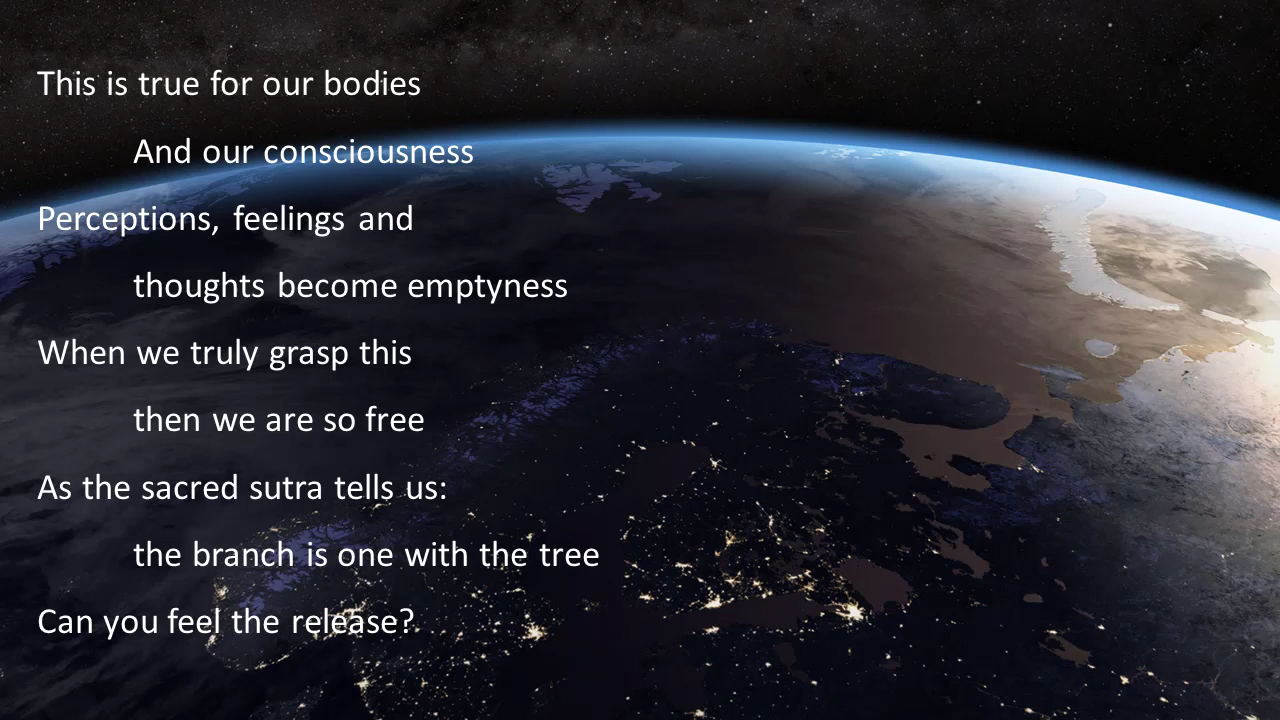 This is true for our bodies
And our consciousness
Perceptions, feelings and
thoughts become emptyness
When we truly grasp this
then we are so free
As the sacred sutra tells us:
the branch is one with the tree
Can you feel the release?